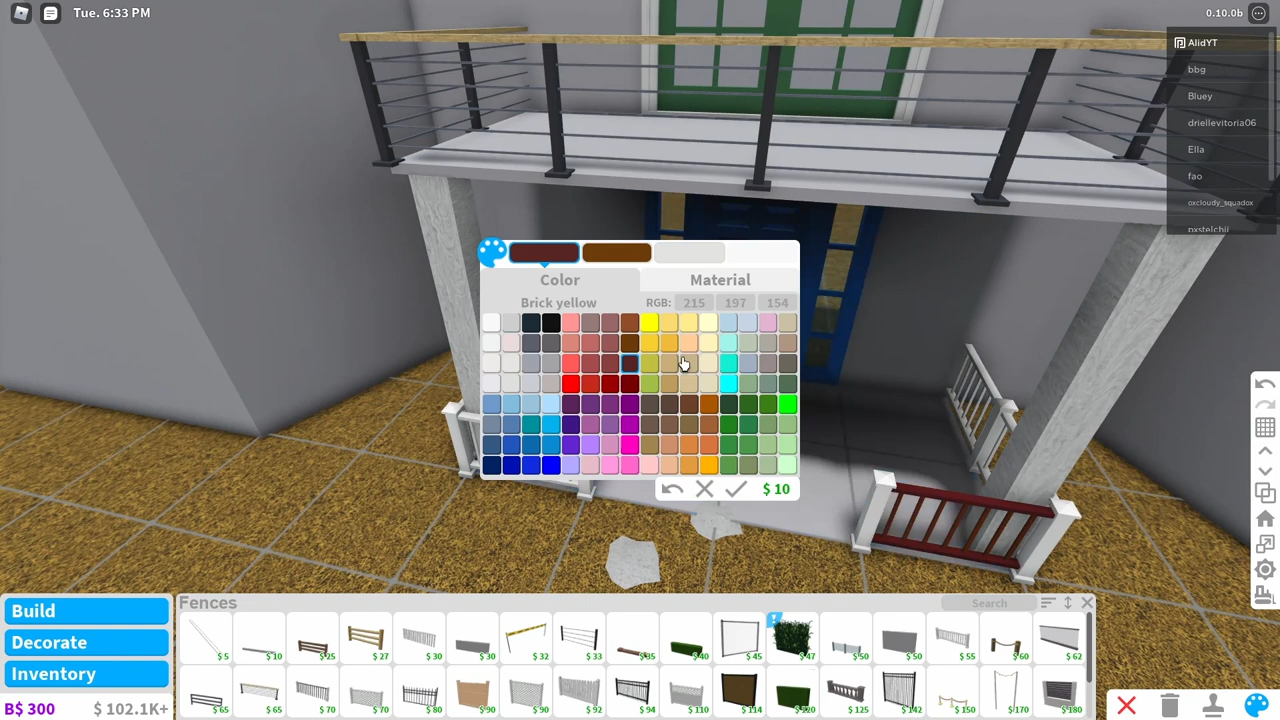 Tue. 6:33 PM
0.10.0b
AlidYT
bbg
Bluey
driellevitoria06
Ella
fao
oxcloudy_squadox
pxstelchii
Color
Material
Brick yellow
RGB: 215 197 154
$ 10
Build
Decorate
Inventory
B$ 300
$ 102.1K+
Fences
Search
$ 5 $ 10 $ 25 $ 27 $ 30 $ 30 $ 32 $ 33 $ 35 $ 40 $ 45 $ 47 $ 50 $ 50 $ 55 $ 60 $ 62
$ 65 $ 65 $ 70 $ 70 $ 80 $ 90 $ 90 $ 92 $ 94 $ 110 $ 114 $ 120 $ 125 $ 142 $ 150 $ 170 $ 180